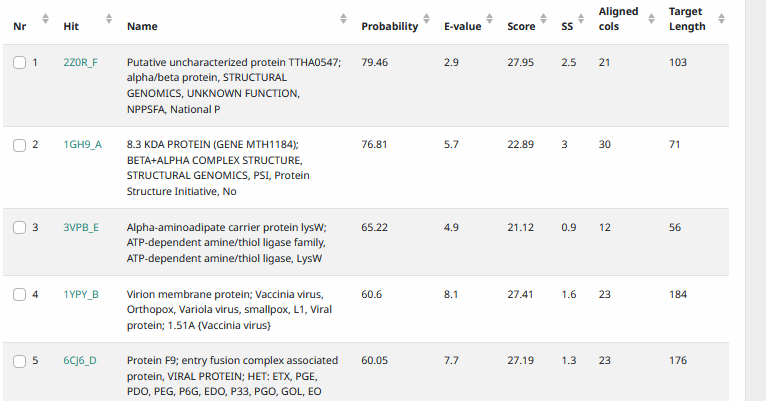 Nr Hit Name Probability E-value Score SS Aligned cols Target Length
1 2Z0R_F Putative uncharacterized protein TTHA0547; 79.46 2.9 27.95 2.5 21 103
alpha/beta protein, STRUCTURAL
GENOMICS, UNKNOWN FUNCTION,
NPPSFA, National P
2 1GH9_A 8.3 KDA PROTEIN (GENE MTH1184); 76.81 5.7 22.89 3 30 71
BETA+ALPHA COMPLEX STRUCTURE,
STRUCTURAL GENOMICS, PSI, Protein
Structure Initiative, No
3 3VPB_E Alpha-aminoadipate carrier protein lysW; 65.22 4.9 21.12 0.9 12 56
ATP-dependent amine/thiol ligase family,
ATP-dependent amine/thiol ligase, LysW
4 1YPY_B Virion membrane protein; Vaccinia virus, 60.6 8.1 27.41 1.6 23 184
Orthopox, Variola virus, smallpox, L1, Viral
protein; 1.51A {Vaccinia virus}
5 6CJ6_D Protein F9; entry fusion complex associated 60.05 7.7 27.19 1.3 23 176
protein, VIRAL PROTEIN; HET: ETX, PGE,
PDO, PEG, P6G, EDO, P33, PGO, GOL, EO